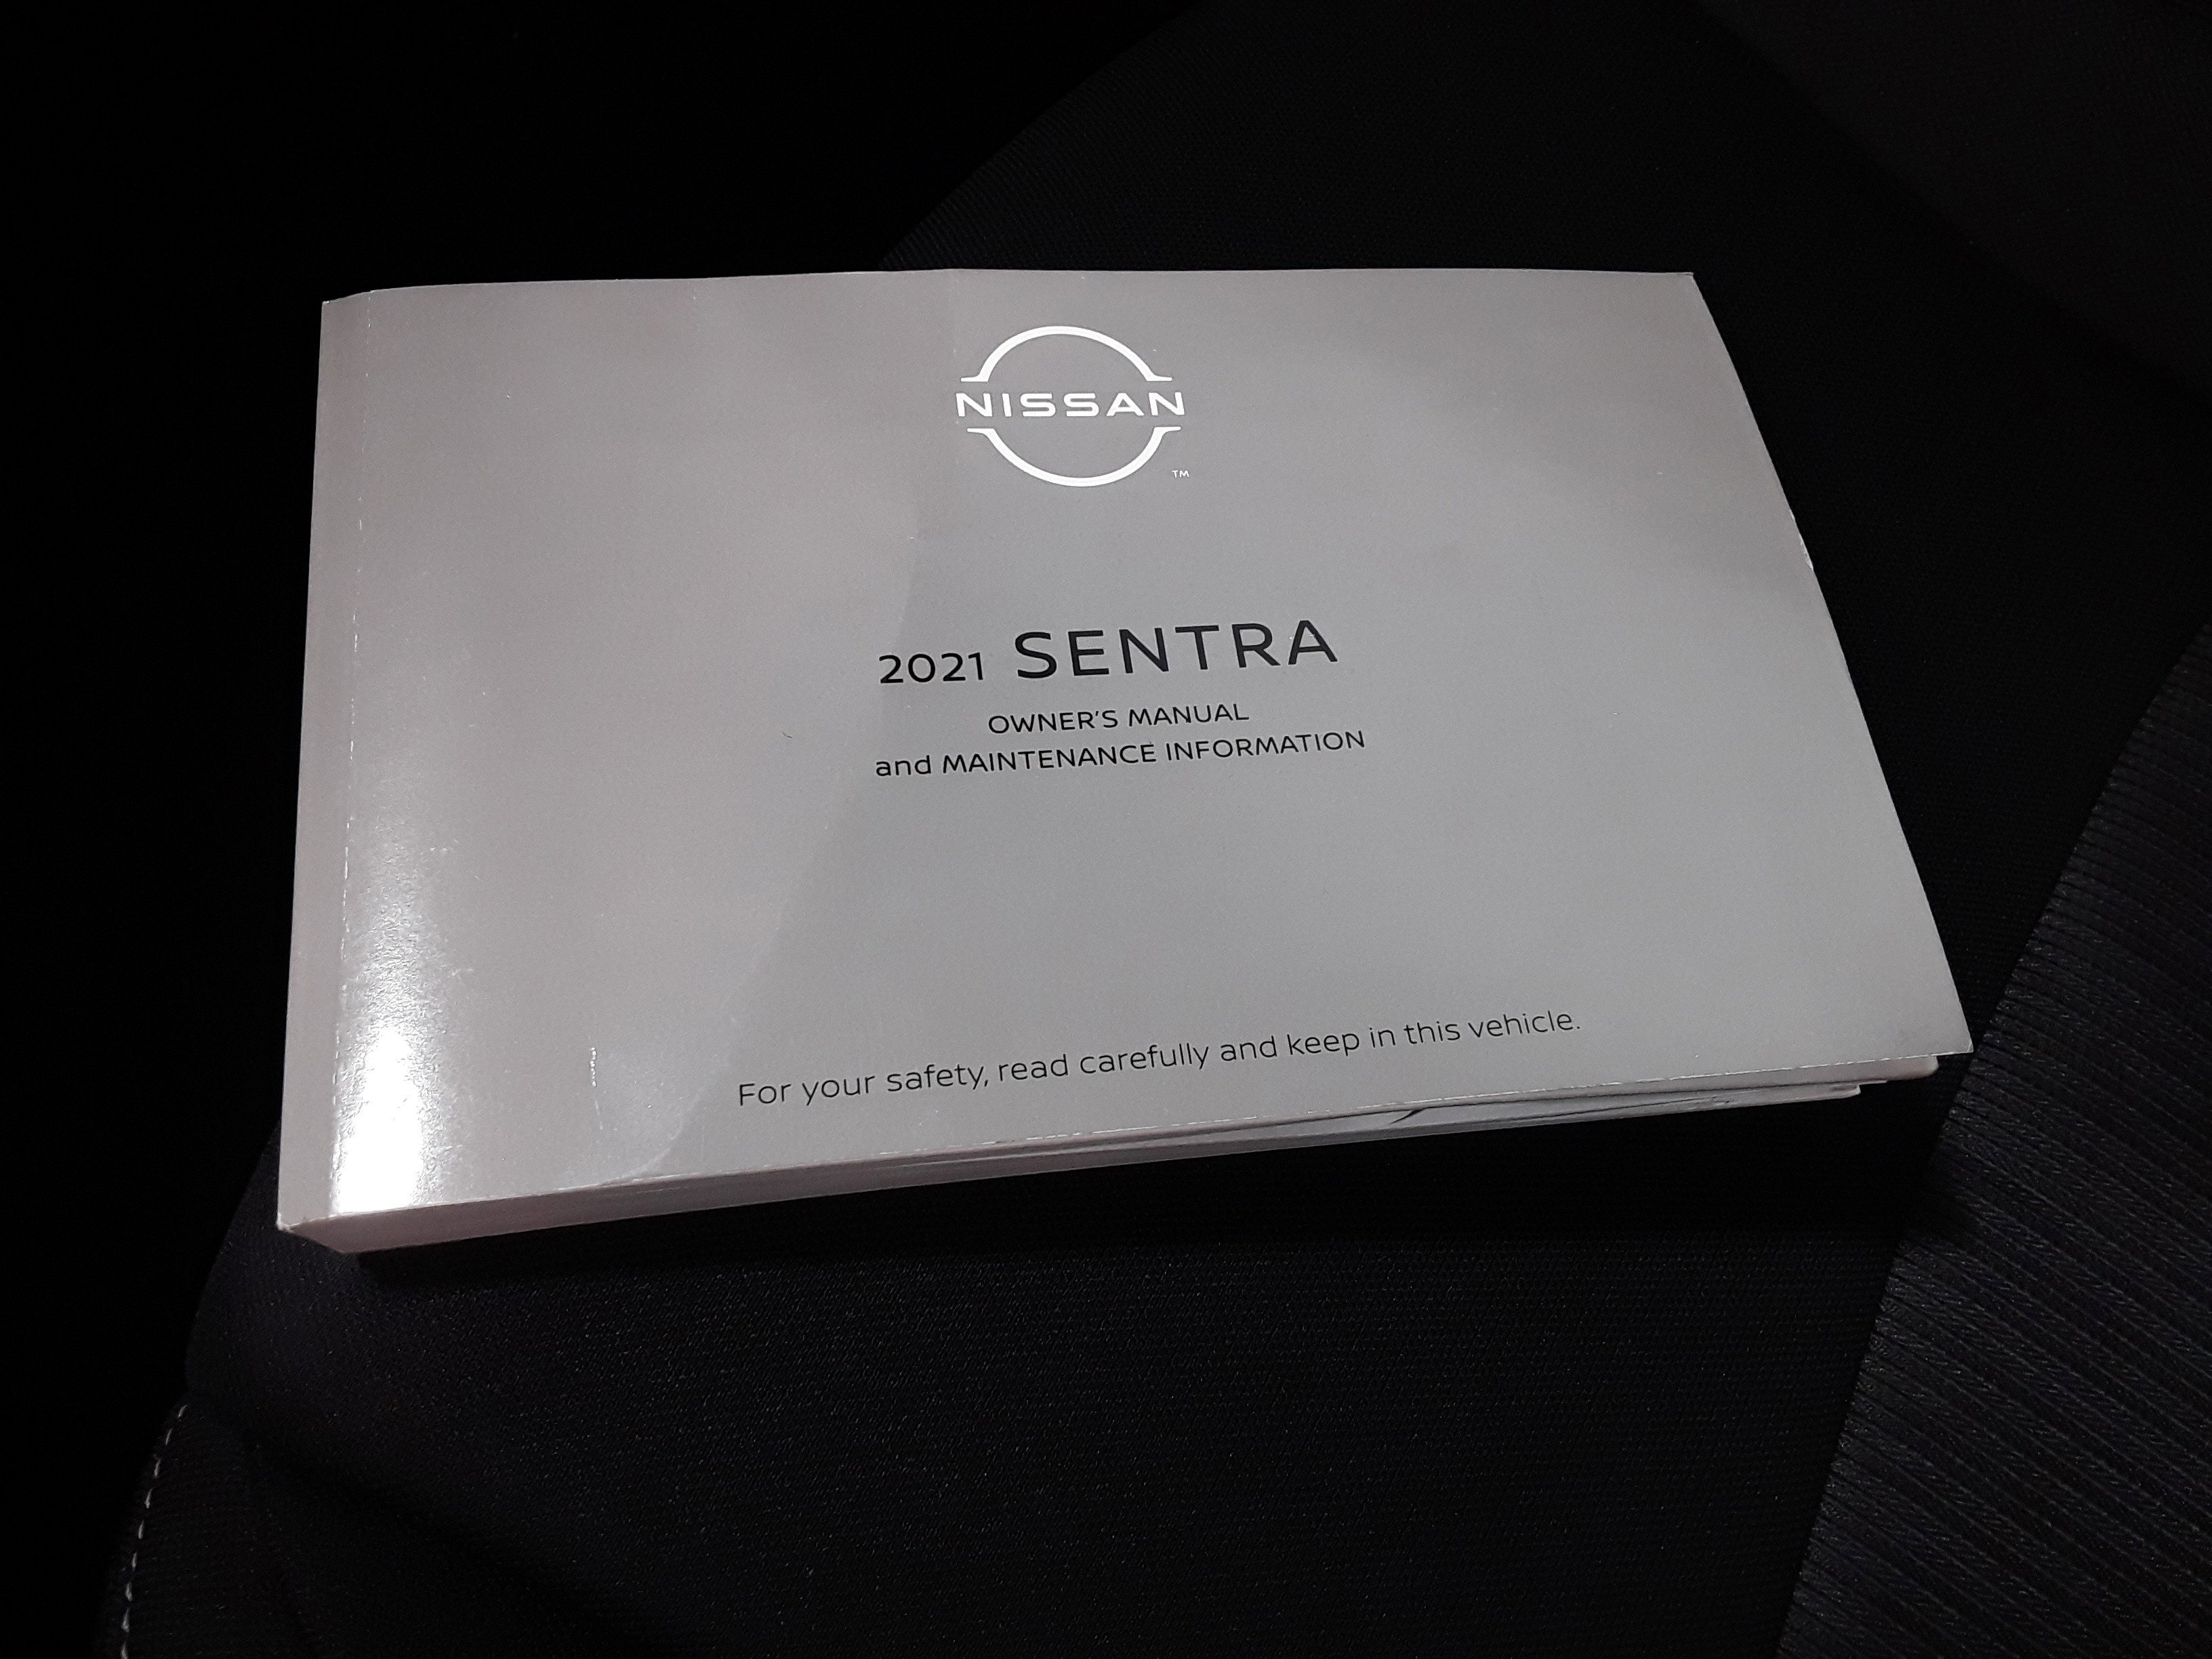 NISSAN
TM
2021 SENTRA
OWNER'S MANUAL
and MAINTENANCE INFORMATION
For your safety, read carefully and keep in this vehicle.